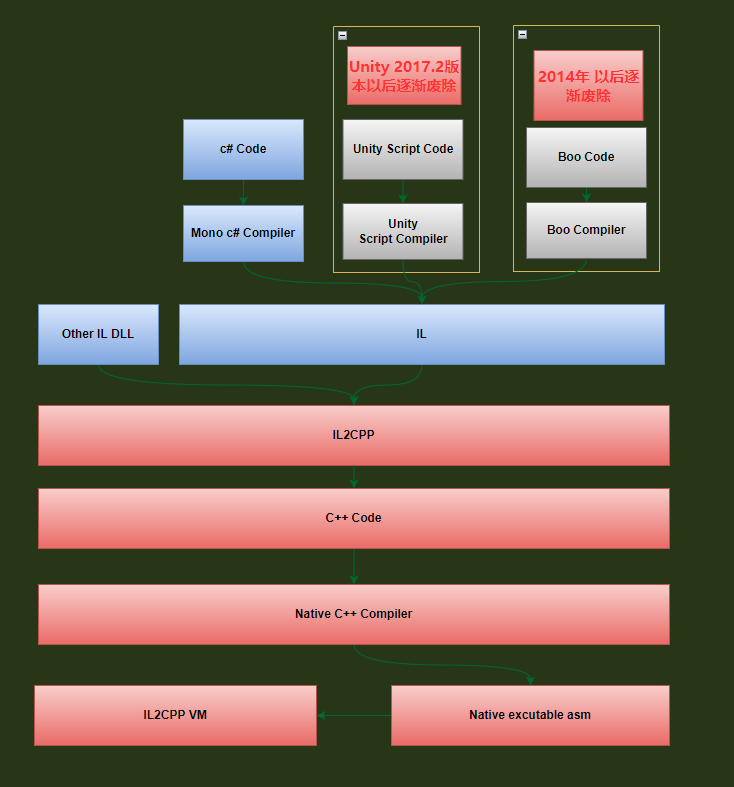 Unity 2017.2版
本以后逐渐废除
2014年 以后逐
渐废除
c# Code
Unity Script Code
Boo Code
Mono c# Compiler
Unity
Script Compiler
Boo Compiler
Other IL DLL
IL
IL2CPP
C++ Code
Native C++ Compiler
IL2CPP VM
Native excutable asm